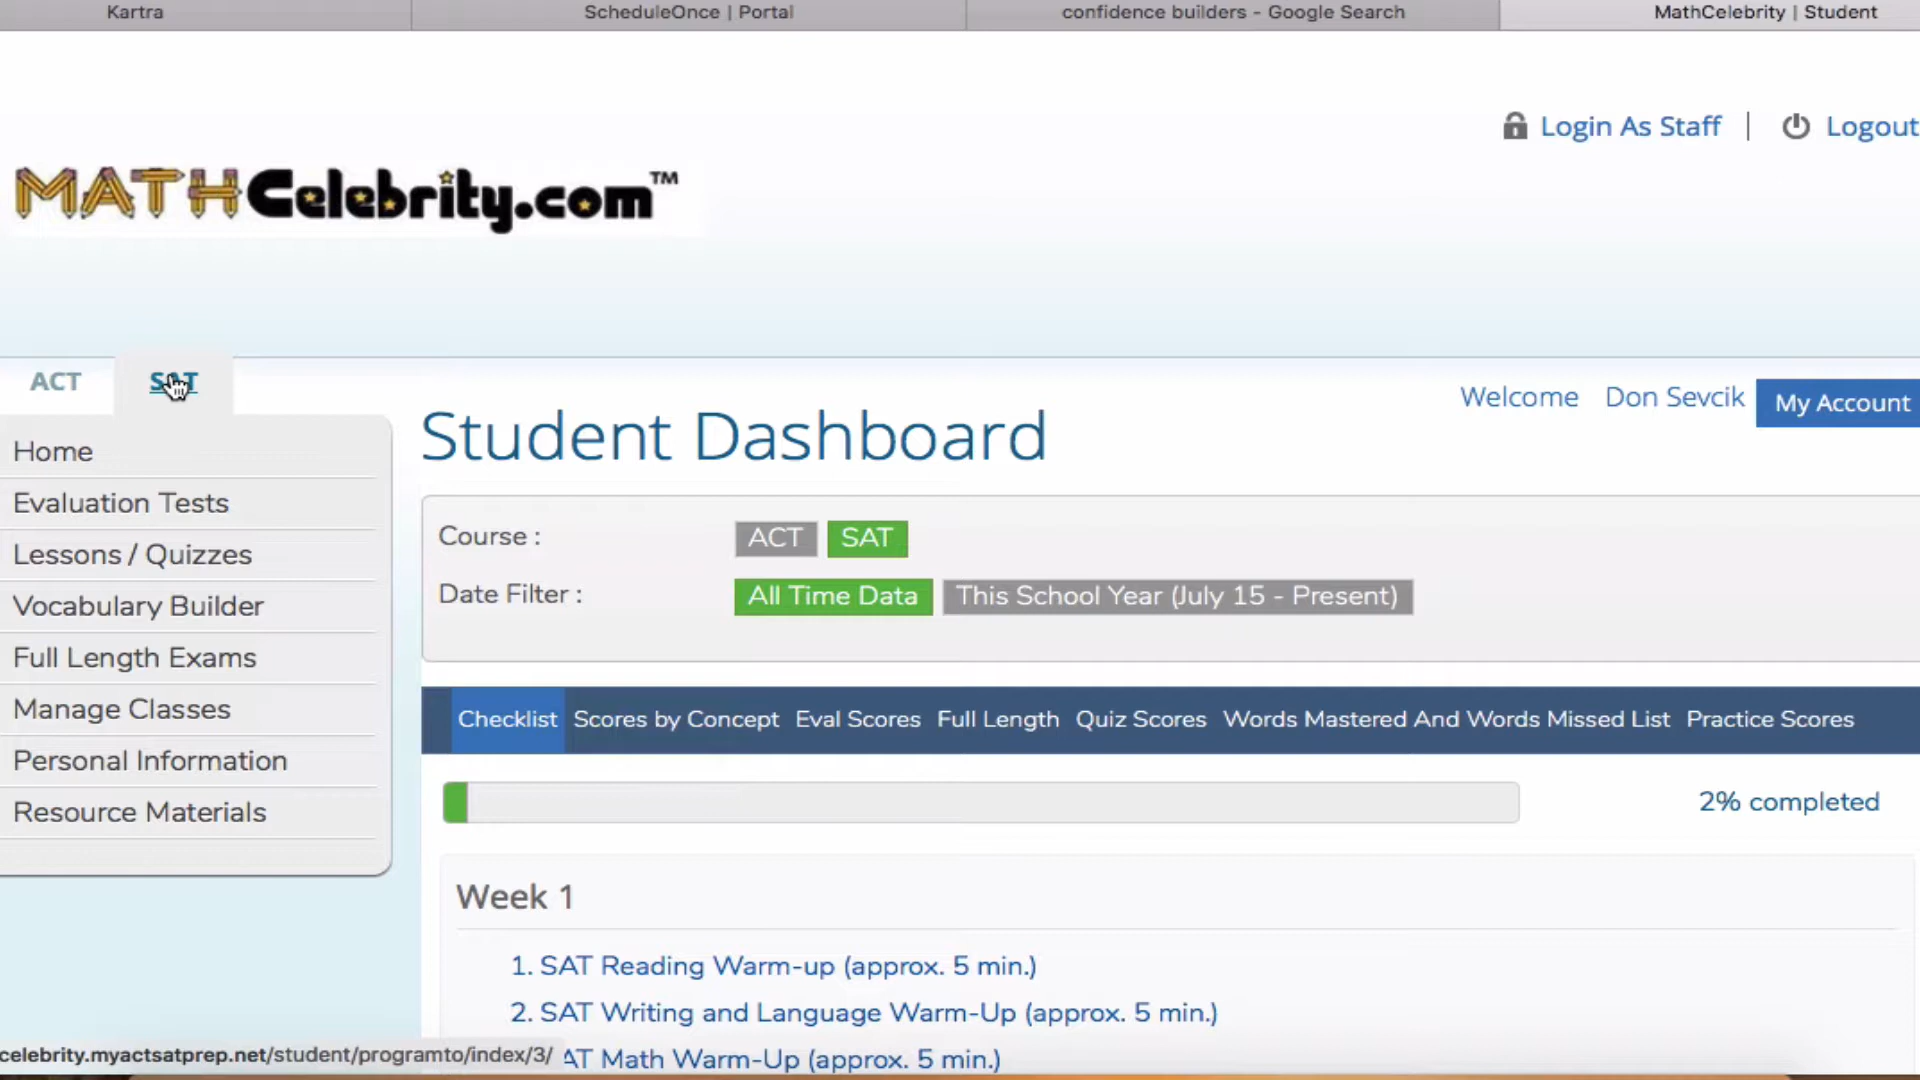 Kartra
ScheduleOnce | Portal
confidence builders - Google Search
MathCelebrity | Student
Login As Staff | Logout
MATHCelebrity.com™
ACT
SAT
Welcome Don Sevcik
My Account
Student Dashboard
Home
Evaluation Tests
Lessons / Quizzes
Vocabulary Builder
Full Length Exams
Manage Classes
Personal Information
Resource Materials
Course : ACT SAT
Date Filter : All Time Data This School Year (July 15 - Present)
Checklist Scores by Concept Eval Scores Full Length Quiz Scores Words Mastered And Words Missed List Practice Scores
2% completed
Week 1
1. SAT Reading Warm-up (approx. 5 min.)
2. SAT Writing and Language Warm-Up (approx. 5 min.)
AT Math Warm-Up (approx. 5 min.)
celebrity.myactsatprep.net/student/programto/index/3/